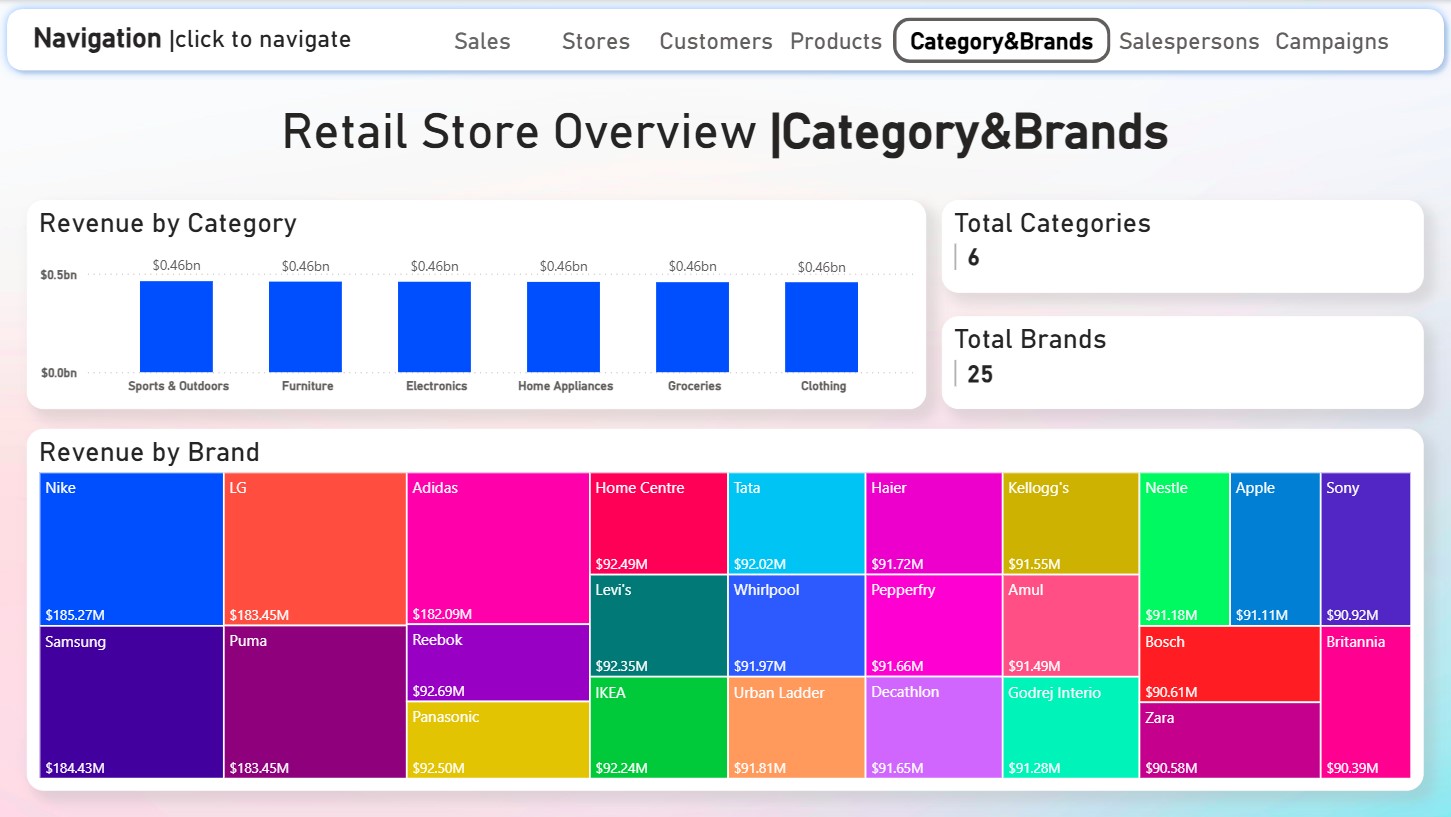 Navigation |click to navigate
Sales Stores Customers Products Category&Brands Salespersons Campaigns
Retail Store Overview |Category&Brands
Revenue by Category
$0.5bn
$0.0bn
$0.46bn $0.46bn $0.46bn $0.46bn $0.46bn $0.46bn
Sports & Outdoors Furniture Electronics Home Appliances Groceries Clothing
Total Categories
6
Total Brands
25
Revenue by Brand
Nike
$185.27M
Samsung
$184.43M
LG
$183.45M
Puma
$183.45M
Adidas
$182.09M
Reebok
$92.69M
Panasonic
$92.50M
Home Centre
$92.49M
Levi's
$92.35M
IKEA
$92.24M
Tata
$92.02M
Whirlpool
$91.97M
Urban Ladder
$91.81M
Haier
$91.72M
Pepperfry
$91.66M
Decathlon
$91.65M
Kellogg's
$91.55M
Amul
$91.49M
Godrej Interio
$91.28M
Nestle
$91.18M
Apple
$91.11M
Sony
$90.92M
Bosch
$90.61M
Zara
$90.58M
Britannia
$90.39M